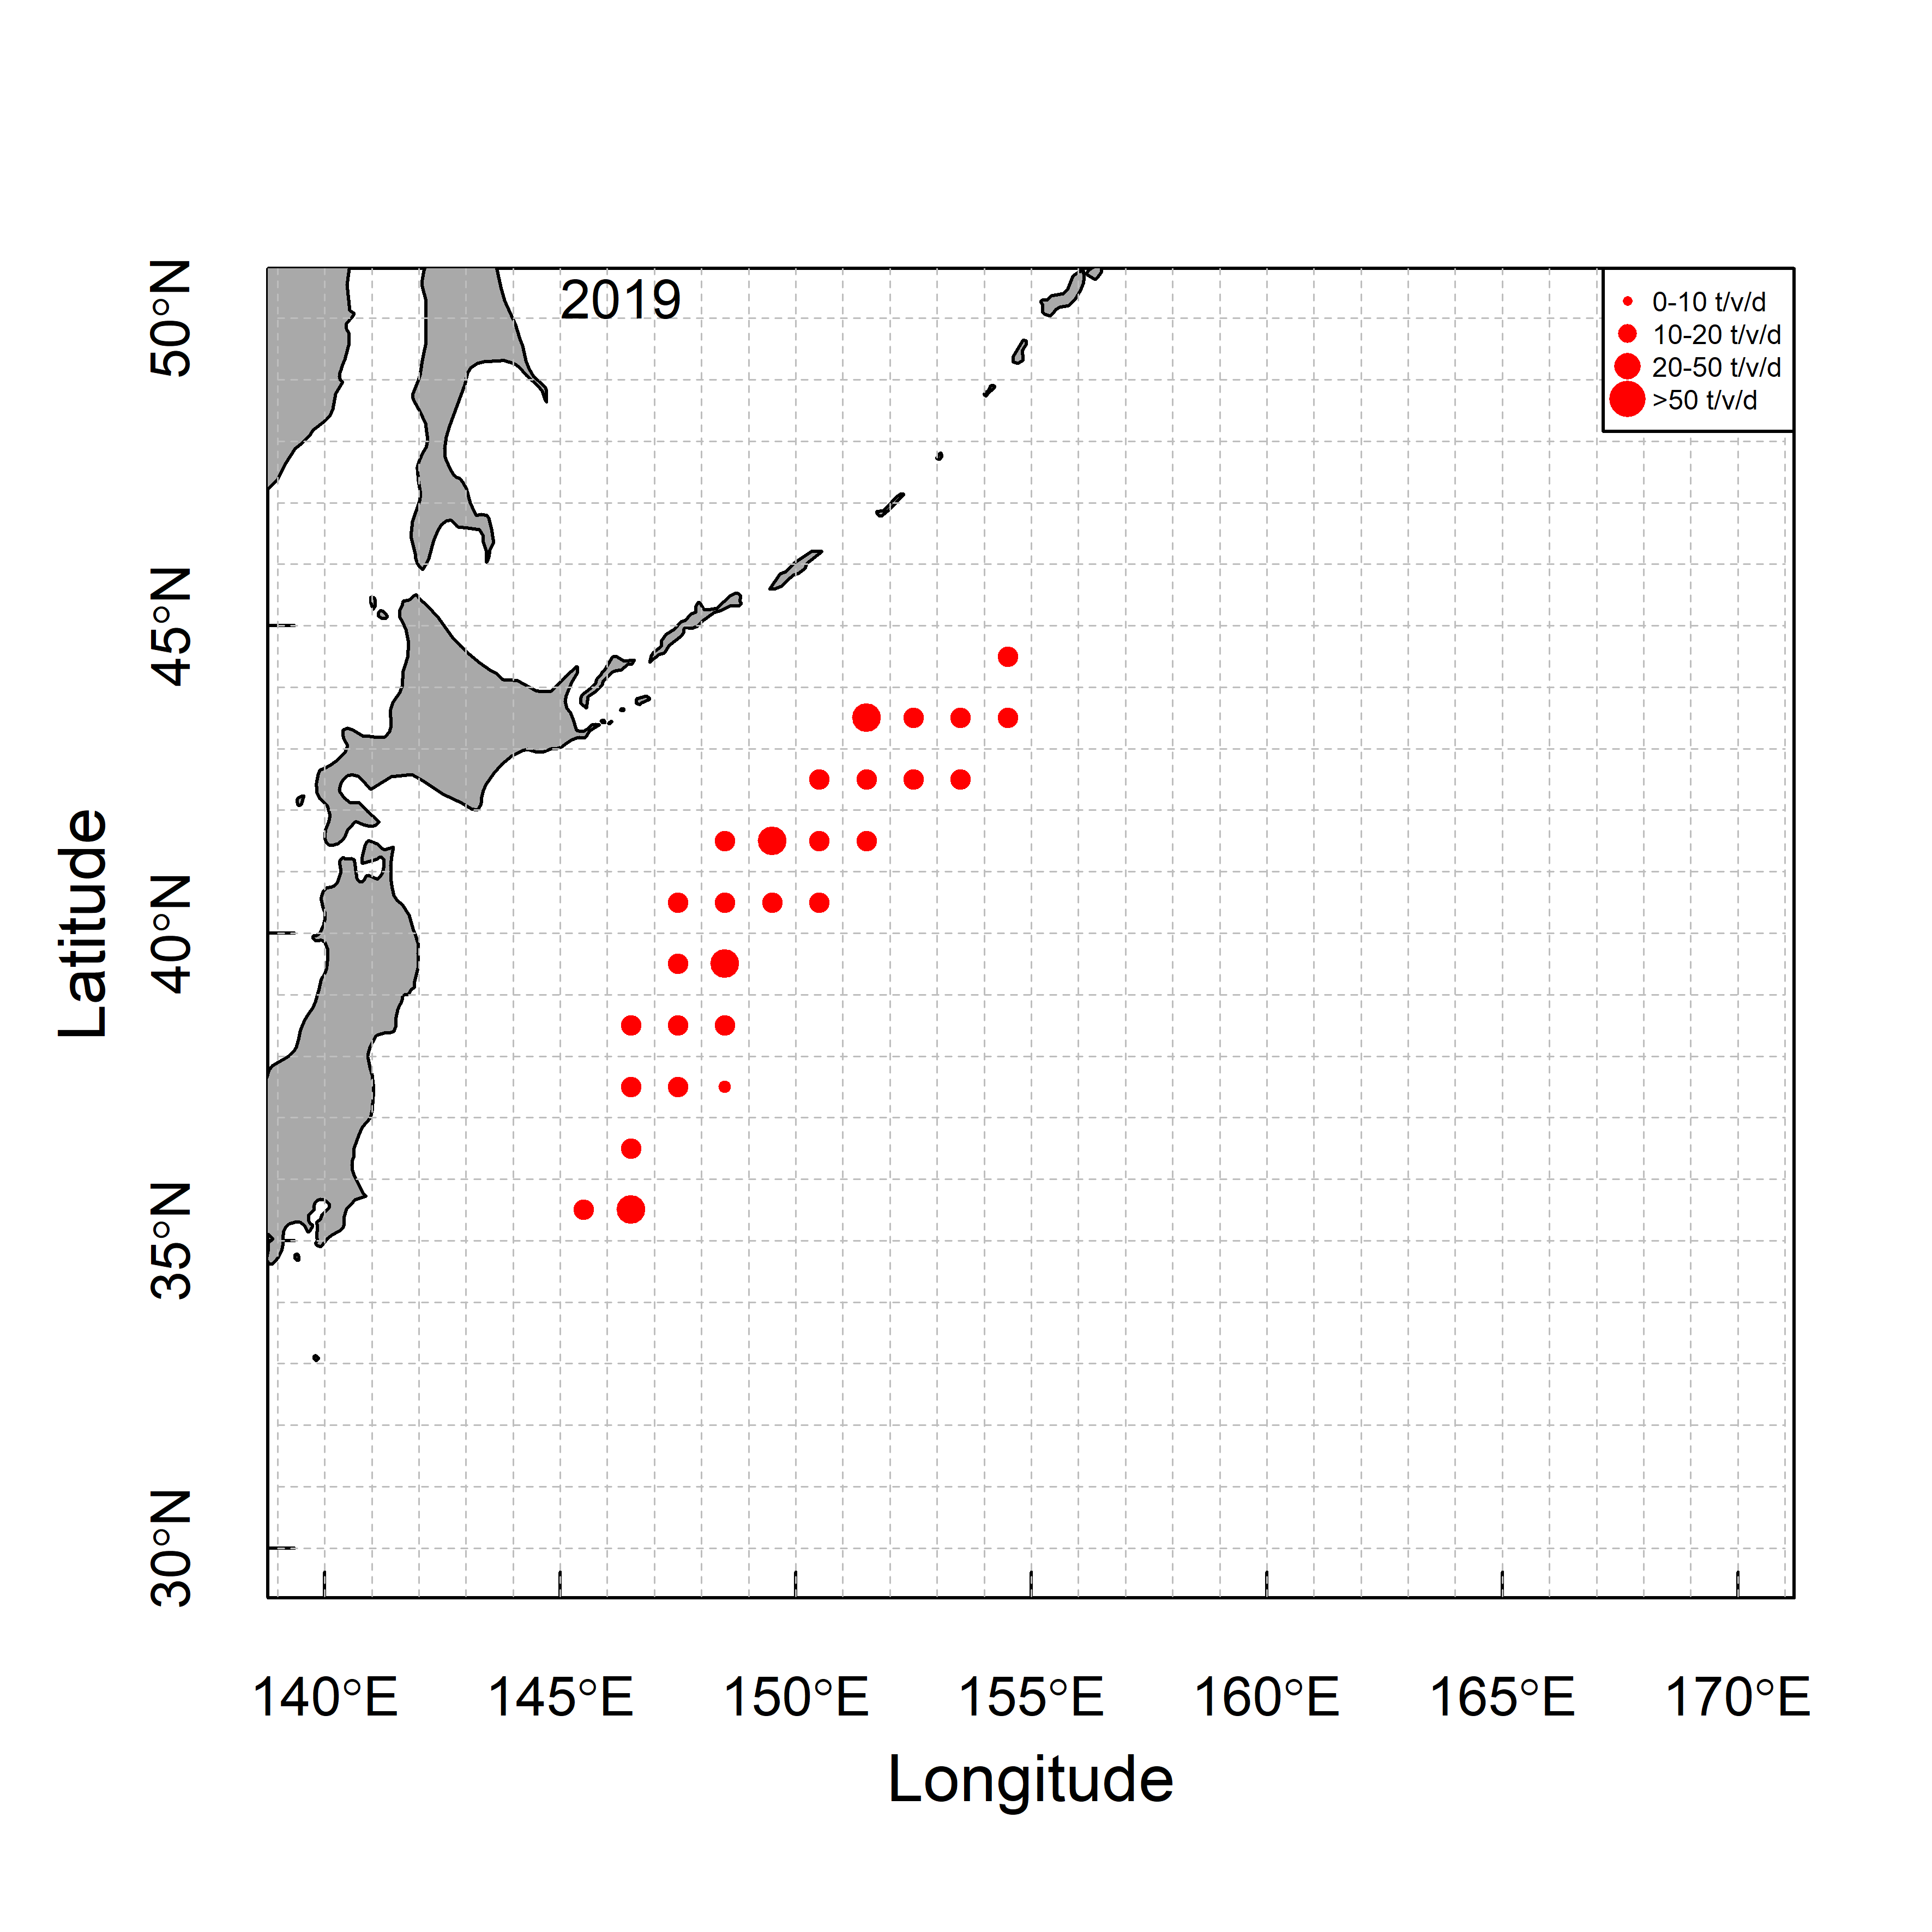 2019
0-10 t/v/d
10-20 t/v/d
20-50 t/v/d
>50 t/v/d
50°N
45°N
40°N
35°N
30°N
Latitude
140°E 145°E 150°E 155°E 160°E 165°E 170°E
Longitude